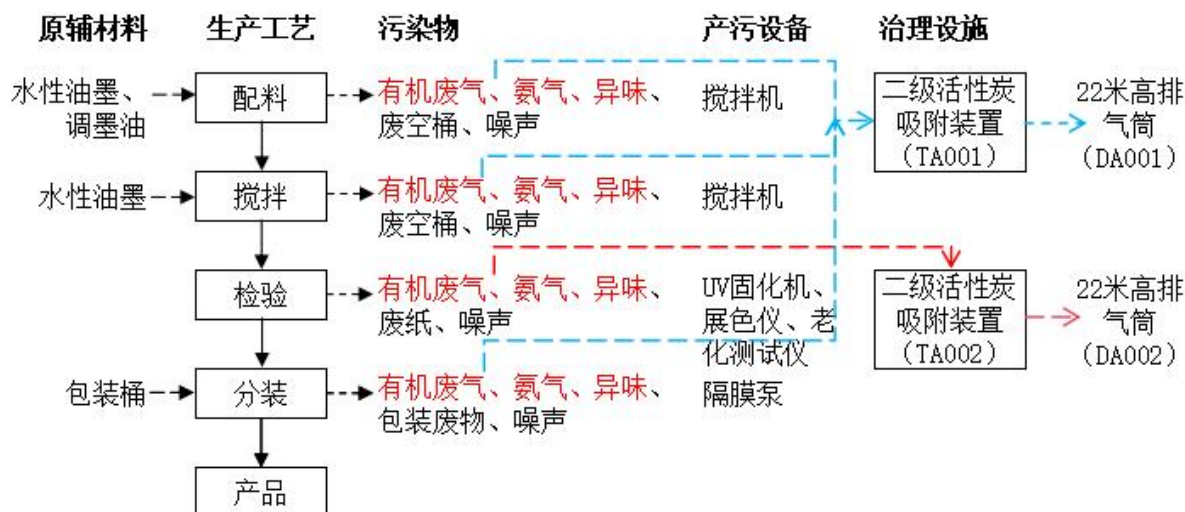 原辅材料 生产工艺 污染物 产污设备 治理设施
水性油墨、
调墨油
配料
有机废气、氨气、异味、
废空桶、噪声
搅拌机
二级活性炭
吸附装置
(TA001)
22米高排
气筒
(DA001)
水性油墨
搅拌
有机废气、氨气、异味、
废空桶、噪声
搅拌机
检验
有机废气、氨气、异味、
废纸、噪声
UV固化机、
展色仪、老
化测试仪
二级活性炭
吸附装置
(TA002)
22米高排
气筒
(DA002)
包装桶
分装
有机废气、氨气、异味、
包装废物、噪声
隔膜泵
产品